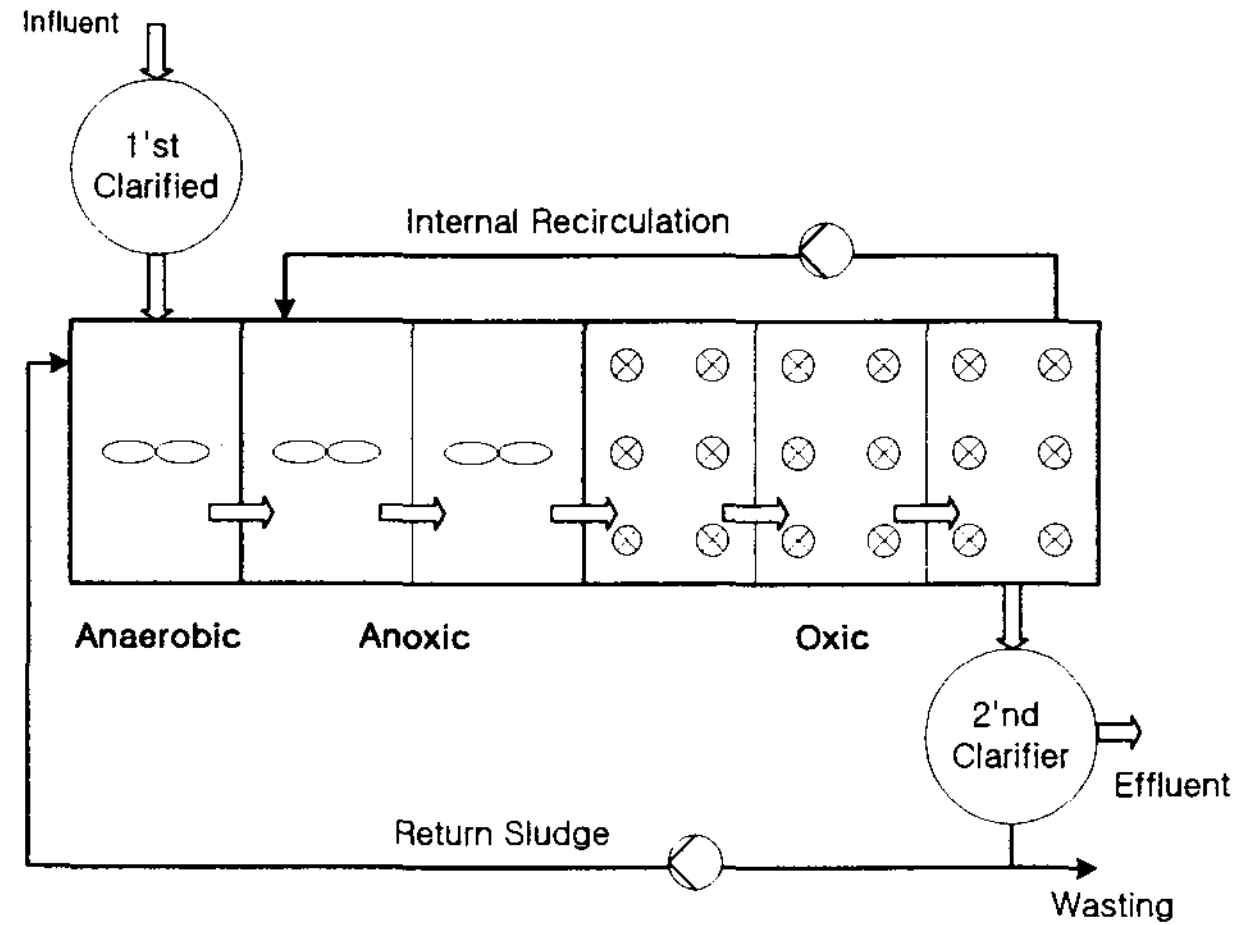 Influent
1'st
Clarified
Internal Recirculation
Anaerobic
Anoxic
Oxic
2'nd
Clarifier
Effluent
Return Sludge
Wasting